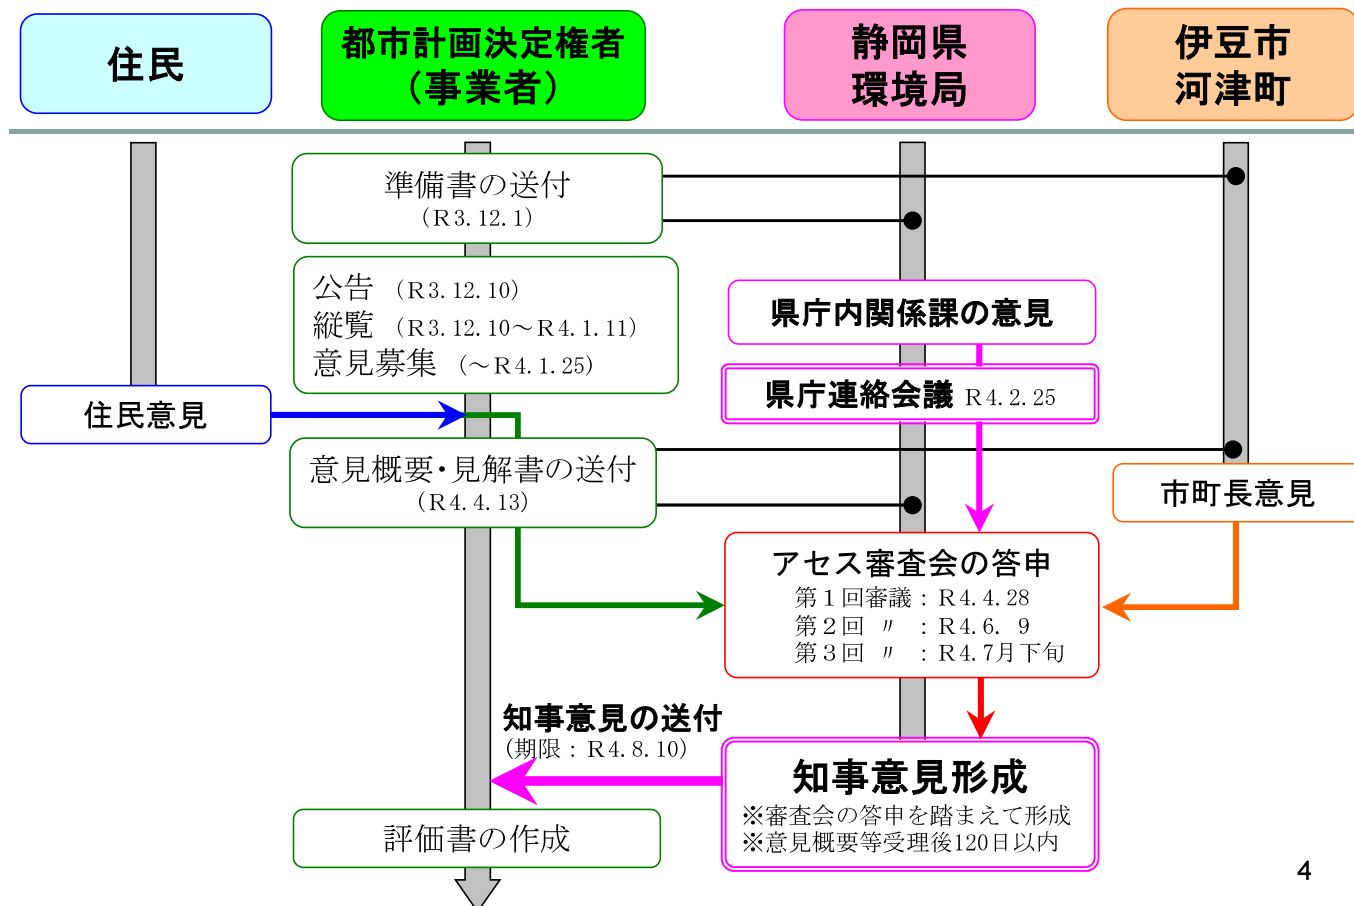 住民
都市計画決定権者
（事業者）
静岡県
環境局
伊豆市
河津町
準備書の送付
（R3.12.1）
公告 （R3.12.10）
縦覧 （R3.12.10～R4.1.11）
意見募集 （～R4.1.25）
県庁内関係課の意見
県庁連絡会議 R4.2.25
住民意見
意見概要・見解書の送付
（R4.4.13）
市町長意見
アセス審査会の答申
第１回審議：R4.4.28
第２回 〃 ：R4.6. 9
第３回 〃 ：R4.7月下旬
知事意見の送付
(期限：R4.8.10)
知事意見形成
※審査会の答申を踏まえて形成
※意見概要等受理後120日以内
評価書の作成
4